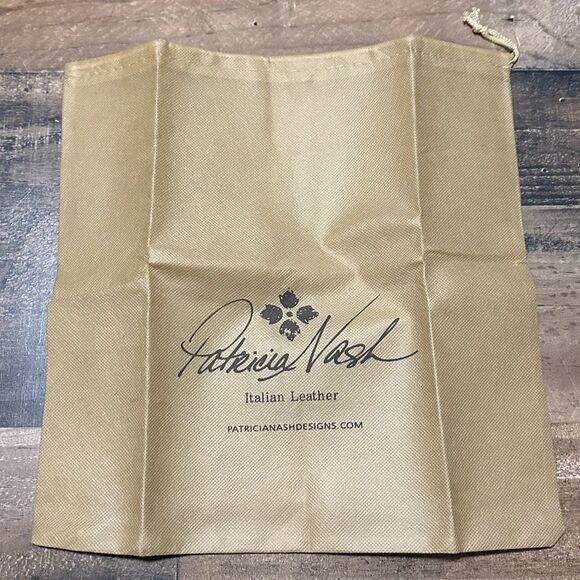 Patricia Nash
Italian Leather
PATRICIANASHDESIGNS.COM